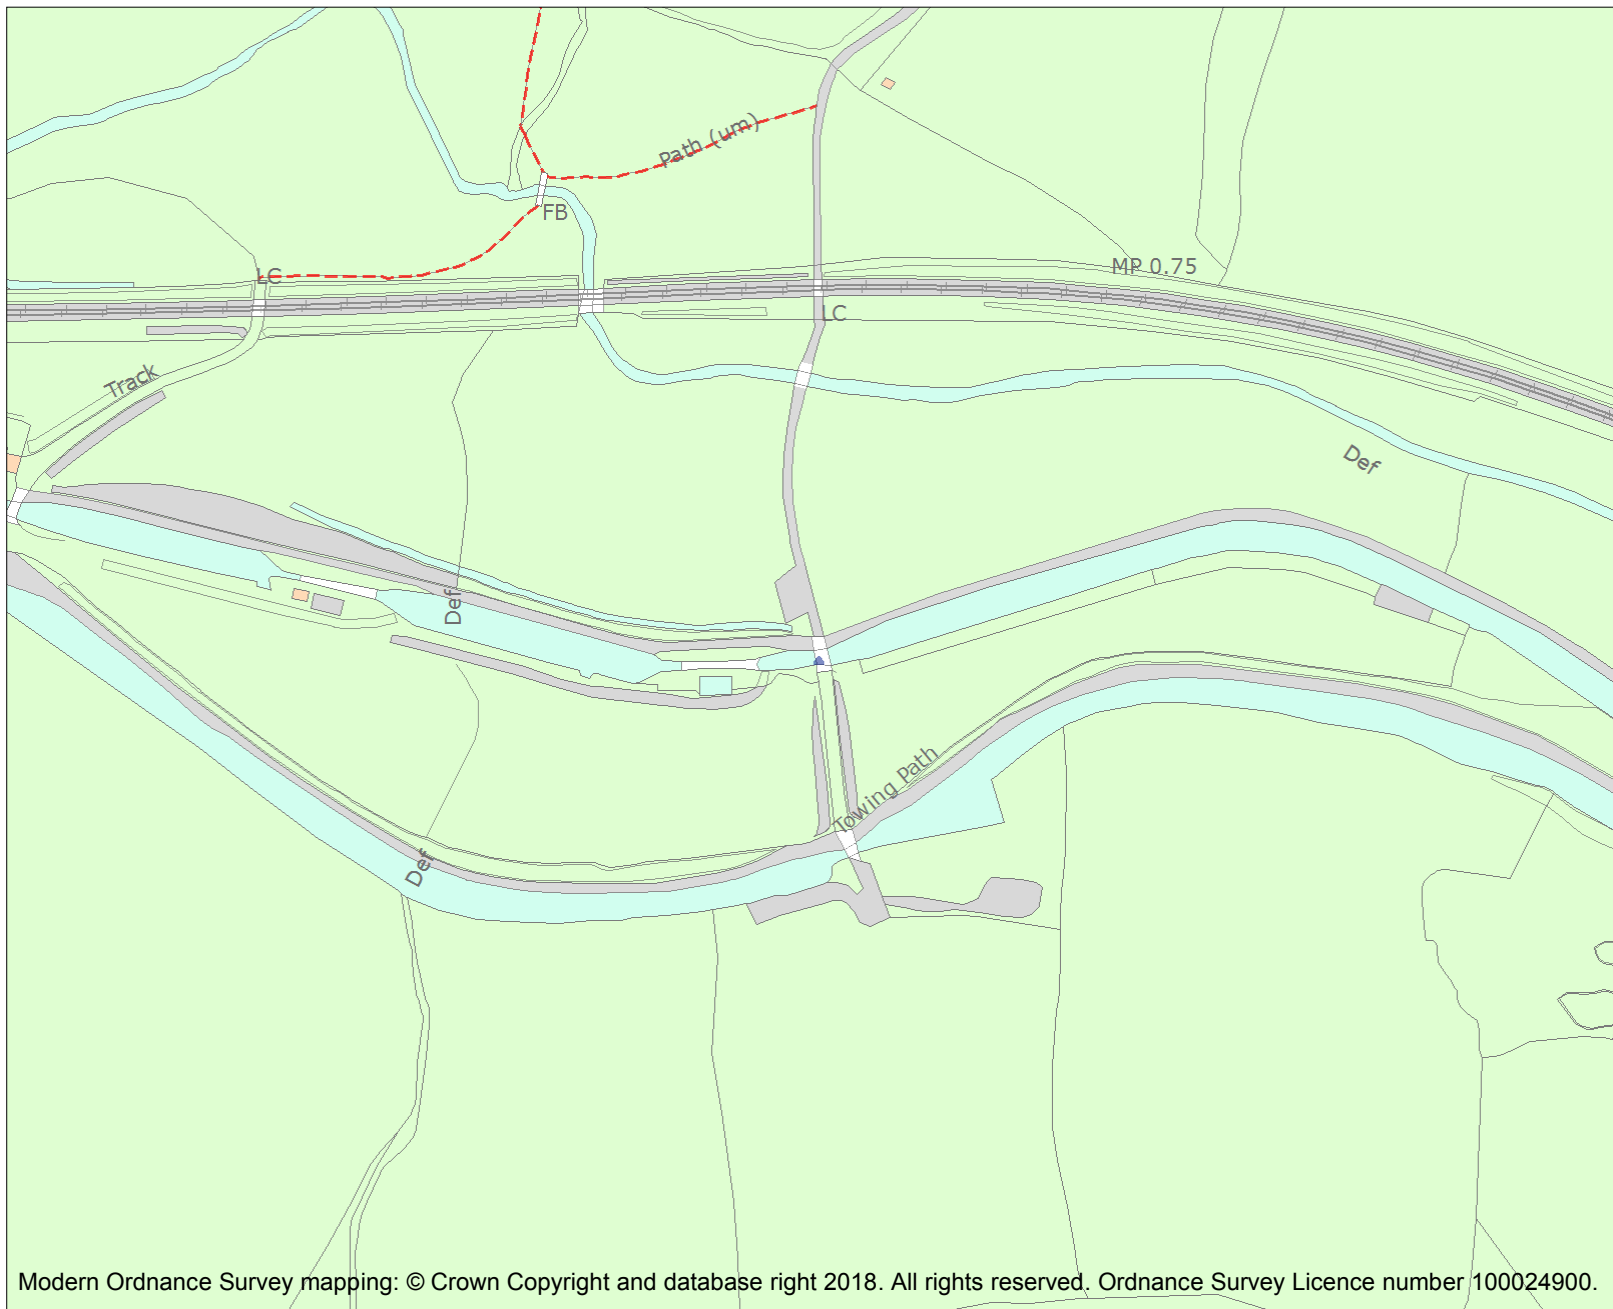 Path (um)
FB
MP 0.75
LC
LC
Track
Def
Def
Towing Path
Def
Modern Ordnance Survey mapping: © Crown Copyright and database right 2018. All rights reserved. Ordnance Survey Licence number 100024900.